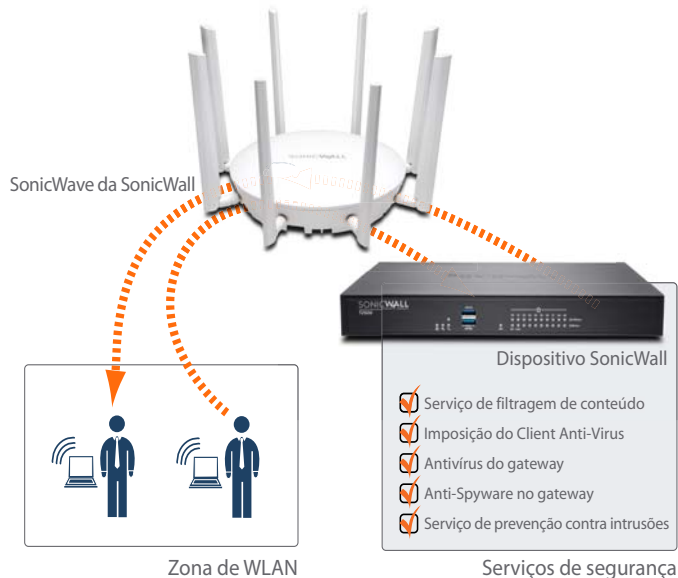 SonicWave da SonicWall
SONICWALL
Dispositivo SonicWall
Serviço de filtragem de conteúdo
Imposição do Client Anti-Virus
Antivírus do gateway
Anti-Spyware no gateway
Serviço de prevenção contra intrusões
Zona de WLAN
Serviços de segurança